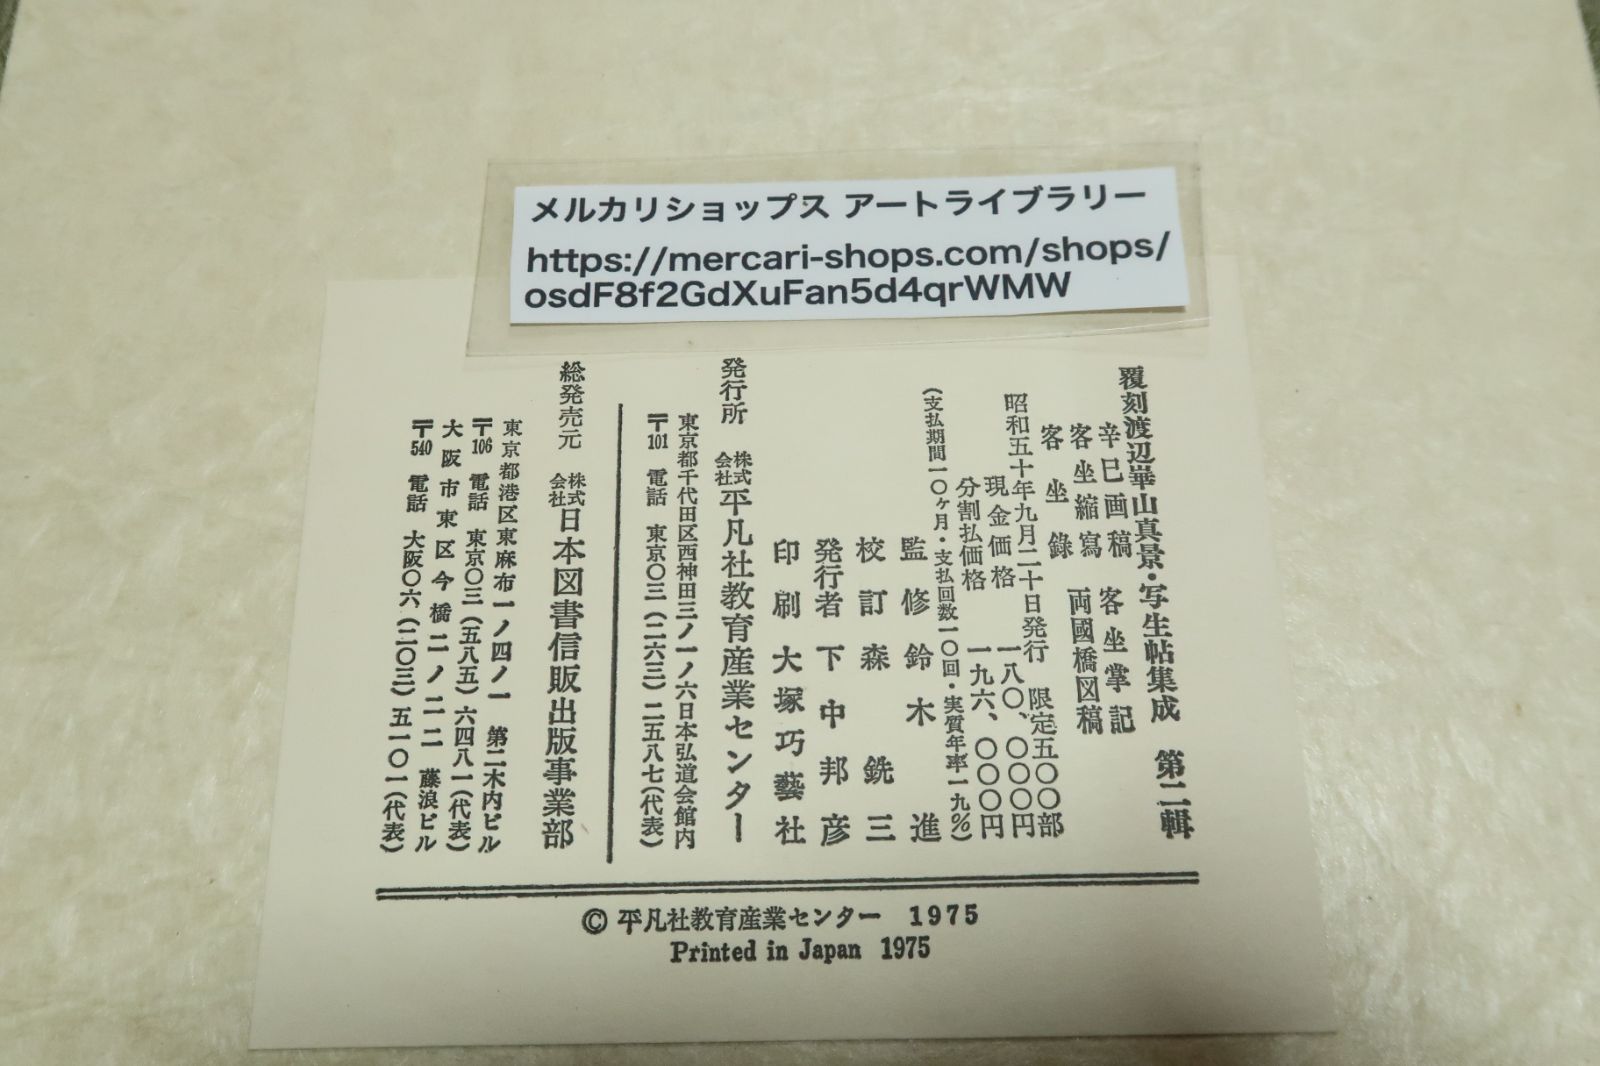 メルカリショップス アートライブラリー
https://mercari-shops.com/shops/
osdF8f2GdXuFan5d4qrWMW
覆刻渡辺崋山真景・写生帖集成 第二輯
辛巳画稿 客坐掌記
客坐縮寫 両國橋図稿
客坐錄
昭和五十年九月二十日発行 限定五〇〇部
現金価格 一八〇、〇〇〇円
分割払価格 一九六、〇〇〇円
(支払期間一〇ヶ月・支払回数一〇回・実質年率一九%)
監修 鈴木進
校訂 森銑三
発行者 下中邦彦
印刷 大塚巧藝社
発行所 株式会社平凡社教育産業センター
東京都千代田区西神田三ノ一ノ六日本弘道会館内
〒101 電話 東京〇三(二六三)二五八七(代表)
総発売元 株式会社日本図書信販出版事業部
東京都港区東麻布一ノ四ノ一 第二木内ビル
〒106 電話 東京〇三(五八五)六四八一(代表)
大阪市東区今橋二ノ二二 藤浪ビル
〒540 電話 大阪〇六(二〇三)五一〇一(代表)
© 平凡社教育産業センター 1975
Printed in Japan 1975